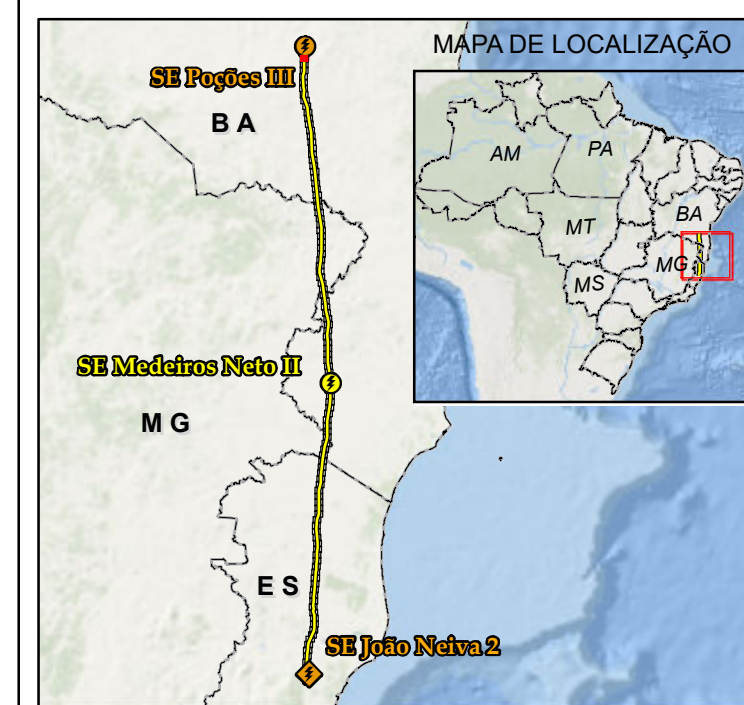 MAPA DE LOCALIZAÇÃO
SE Poções III
B A
AM
PA
BA
MT
MG
MS
SE Medeiros Neto II
M G
E S
SE João Neiva 2